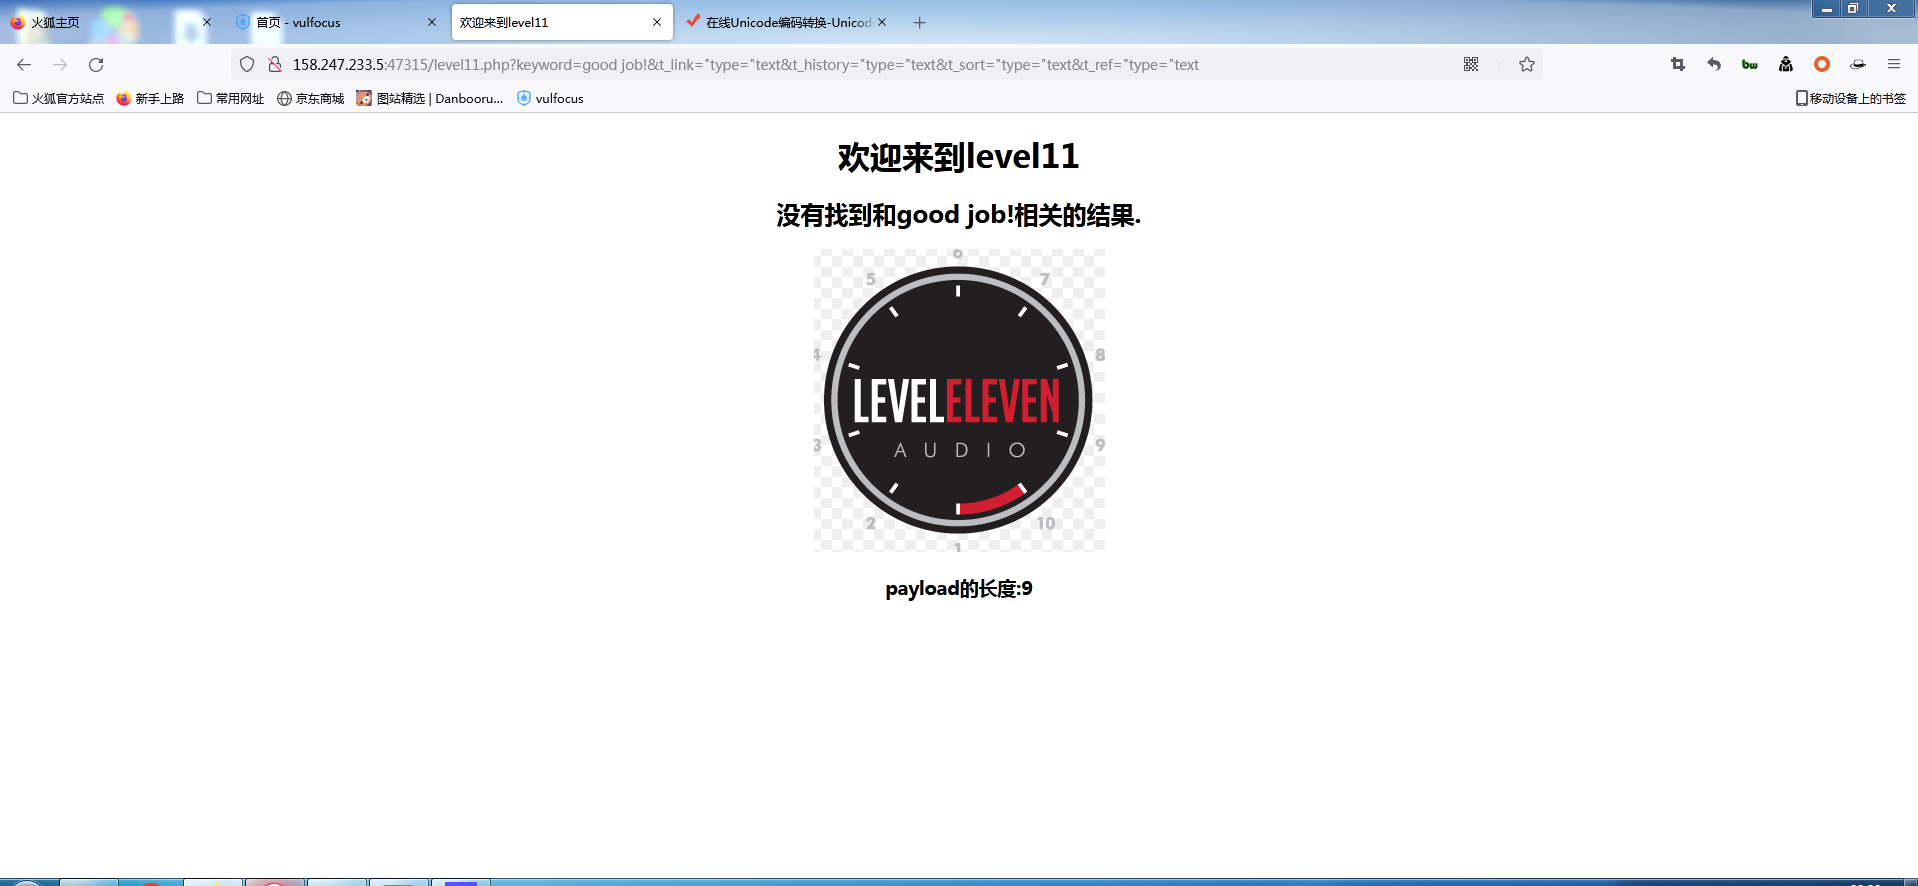 火狐主页
首页 - vulfocus
欢迎来到level11
在线Unicode编码转换-Unicod
158.247.233.5:47315/level11.php?keyword=good job!&t_link="type="text&t_history="type="text&t_sort="type="text&t_ref="type="text
火狐官方站点 新手上路 常用网址 京东商城 图站精选 | Danbooru... vulfocus 移动设备上的书签
欢迎来到level11
没有找到和good job!相关的结果.
6
5 7
4 8
LEVELELEVEN
AUDIO
3 9
2 10
1
payload的长度:9